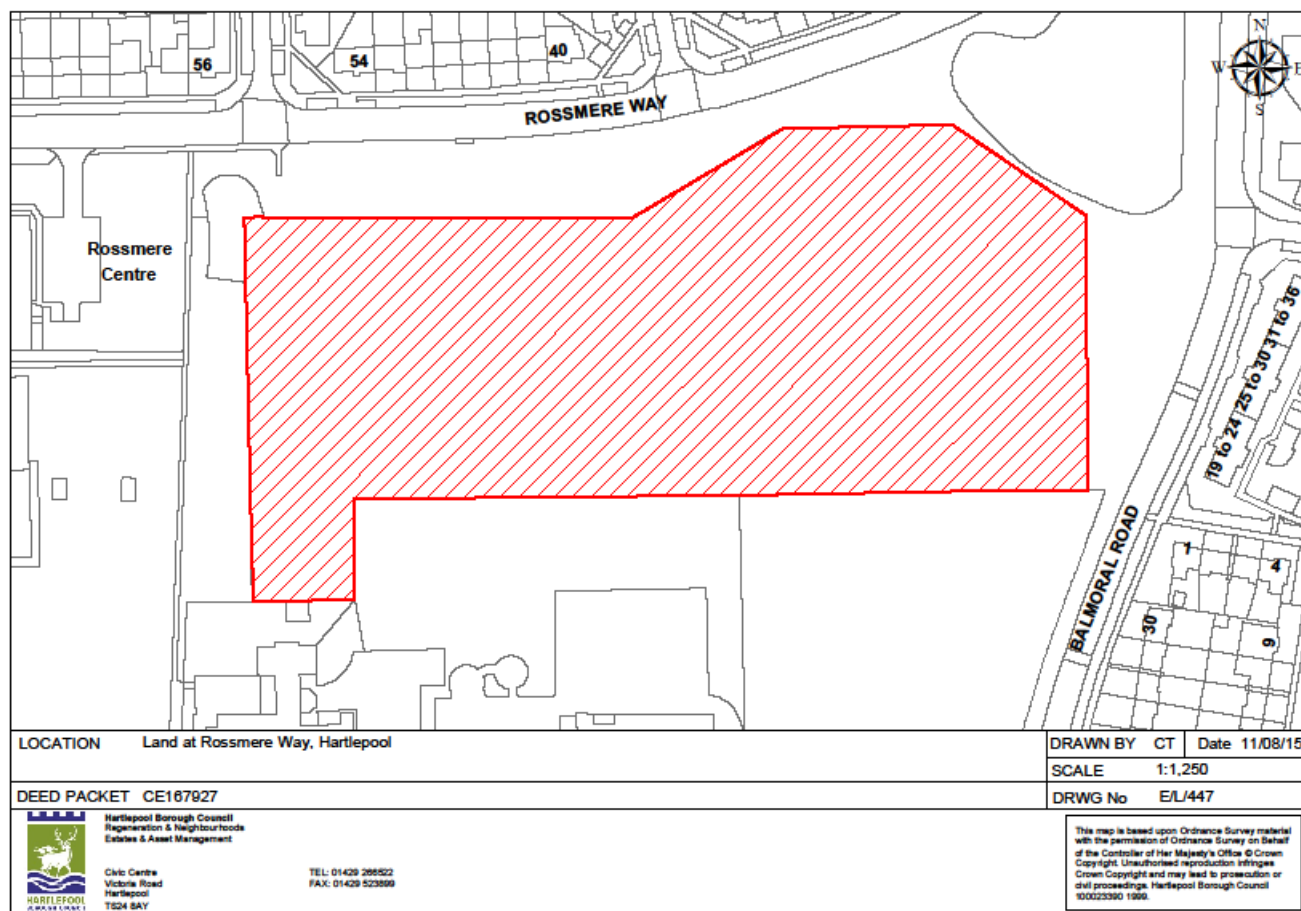 56
54
40
N
W
E
S
ROSSMERE WAY
Rossmere
Centre
19 to 24
25 to 30
31 to 36
BALMORAL ROAD
1
4
30
9
LOCATION Land at Rossmere Way, Hartlepool
DRAWN BY CT Date 11/08/15
SCALE 1:1,250
DEED PACKET CE167927
DRWG No E/L/447
Hartlepool Borough Council
Regeneration & Neighbourhoods
Estates & Asset Management
Civic Centre
Victoria Road
Hartlepool
TS24 8AY
TEL: 01429 266522
FAX: 01429 523899
HARTLEPOOL
BOROUGH COUNCIL
This map is based upon Ordnance Survey material
with the permission of Ordnance Survey on Behalf
of the Controller of Her Majesty's Office © Crown
Copyright. Unauthorised reproduction infringes
Crown Copyright and may lead to prosecution or
civil proceedings. Hartlepool Borough Council
100023390 1999.